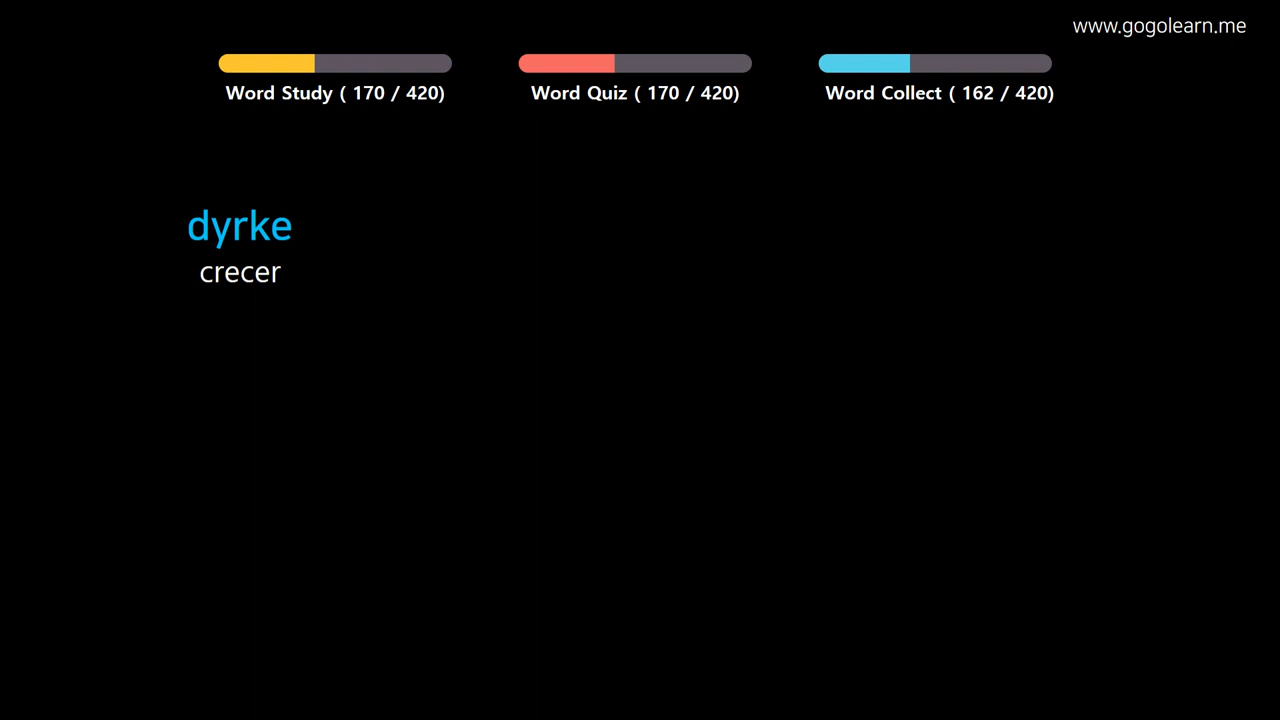 www.gogolearn.me
Word Study ( 170 / 420)
Word Quiz ( 170 / 420)
Word Collect ( 162 / 420)
dyrke
crecer